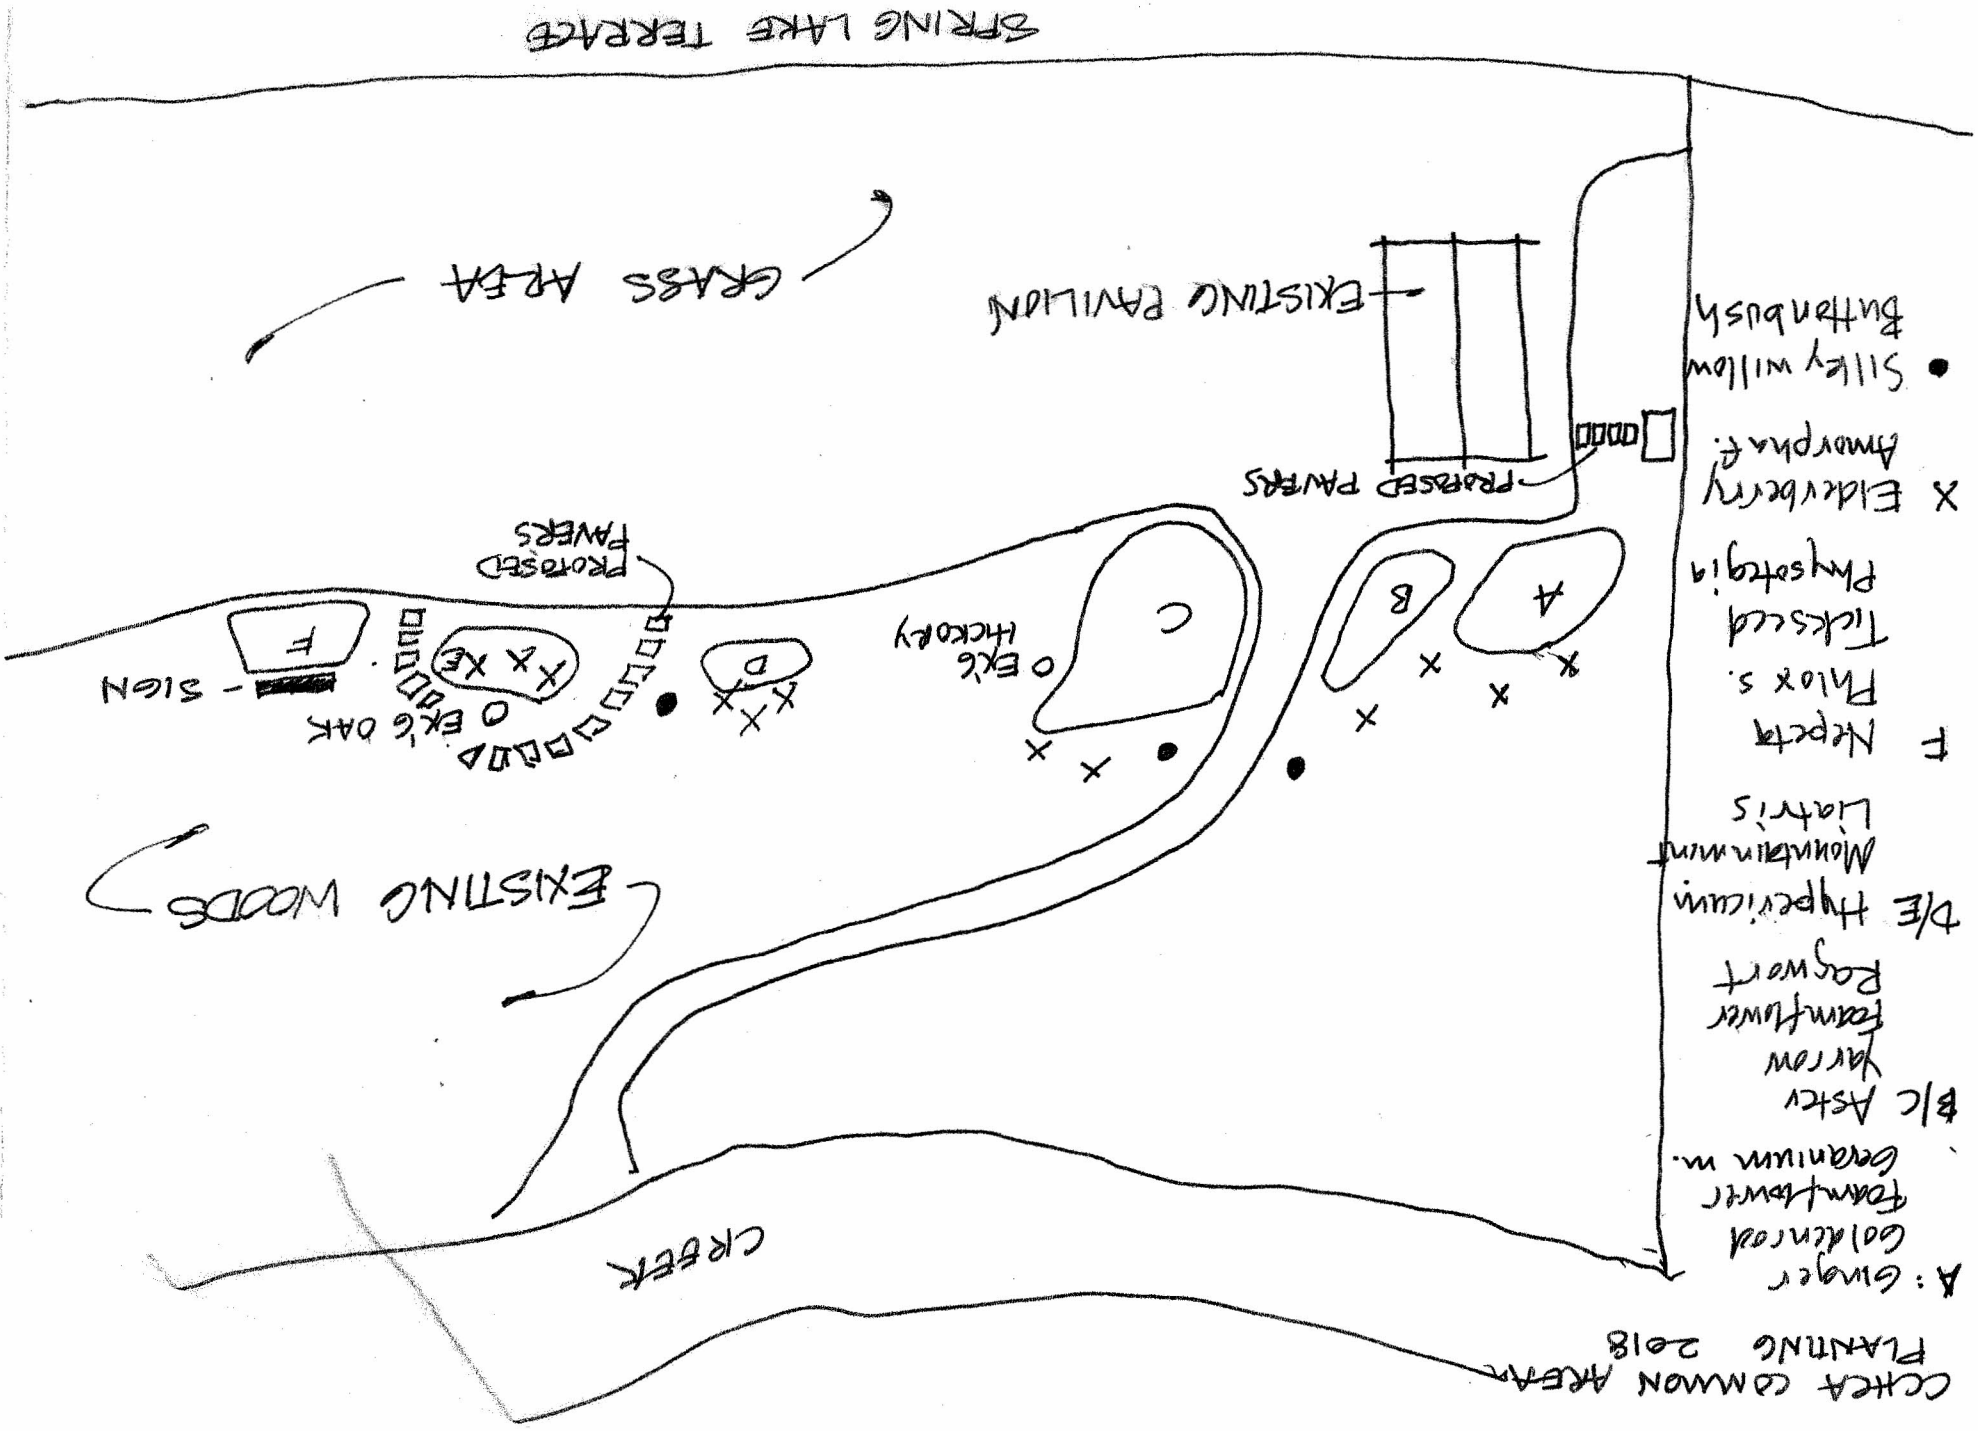 CCHCA COMMON AREA
PLANTING 2018
A: Ginger
Goldenrod
Foamflower
Geranium m.
B/C Aster
Yarrow
Foamflower
Ragwort
D/E Hypericum
Mountainmint
Liatris
F Nepeta
Phlox s.
Tickseed
Physotegia
X Elderberry
Amorpha f.
• Silky willow
Buttonbush
CREEK
EXISTING WOODS
SIGN
EX'G OAK
F
E
D
EX'G
HICKORY
C
B
A
PROPOSED
PAVERS
PROPOSED PAVERS
EXISTING PAVILION
GRASS AREA
SPRING LAKE TERRACE